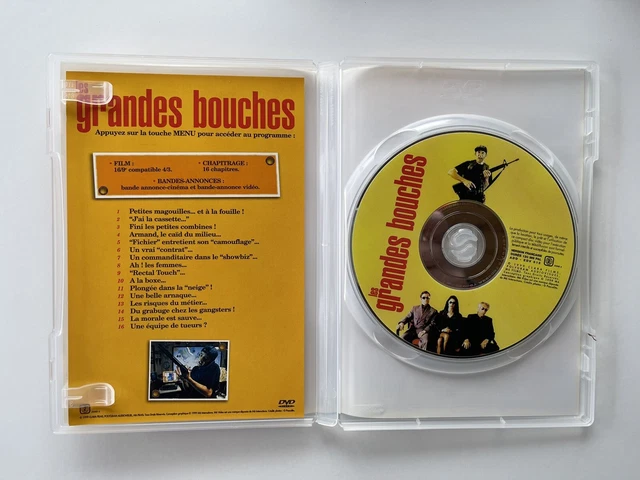 les
grandes bouches
Appuyez sur la touche MENU pour accéder au programme :
• FILM :
16/9e compatible 4/3.
• CHAPITRAGE :
16 chapitres.
• BANDES-ANNONCES :
bande annonce-cinéma et bande-annonce vidéo.
1 Petites magouilles... et à la fouille !
2 "J'ai la cassette..."
3 Fini les petites combines !
4 Armand, le caïd du milieu...
5 "Fichier" entretient son "camouflage"...
6 Un vrai "contrat"...
7 Un commanditaire dans le "showbiz"...
8 Ah ! les femmes...
9 "Rectal Touch"...
10 A la boxe...
11 Plongée dans la "neige" !
12 Une belle arnaque...
13 Les risques du métier...
14 Du grabuge chez les gangsters !
15 La morale est sauve...
16 Une équipe de tueurs ?
DVD
les
grandes bouches